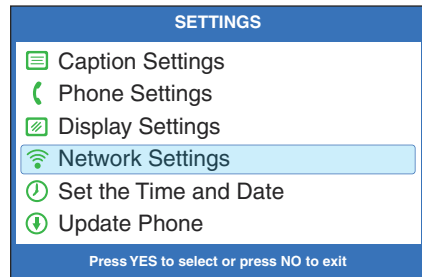 SETTINGS
Caption Settings
Phone Settings
Display Settings
Network Settings
Set the Time and Date
Update Phone
Press YES to select or press NO to exit